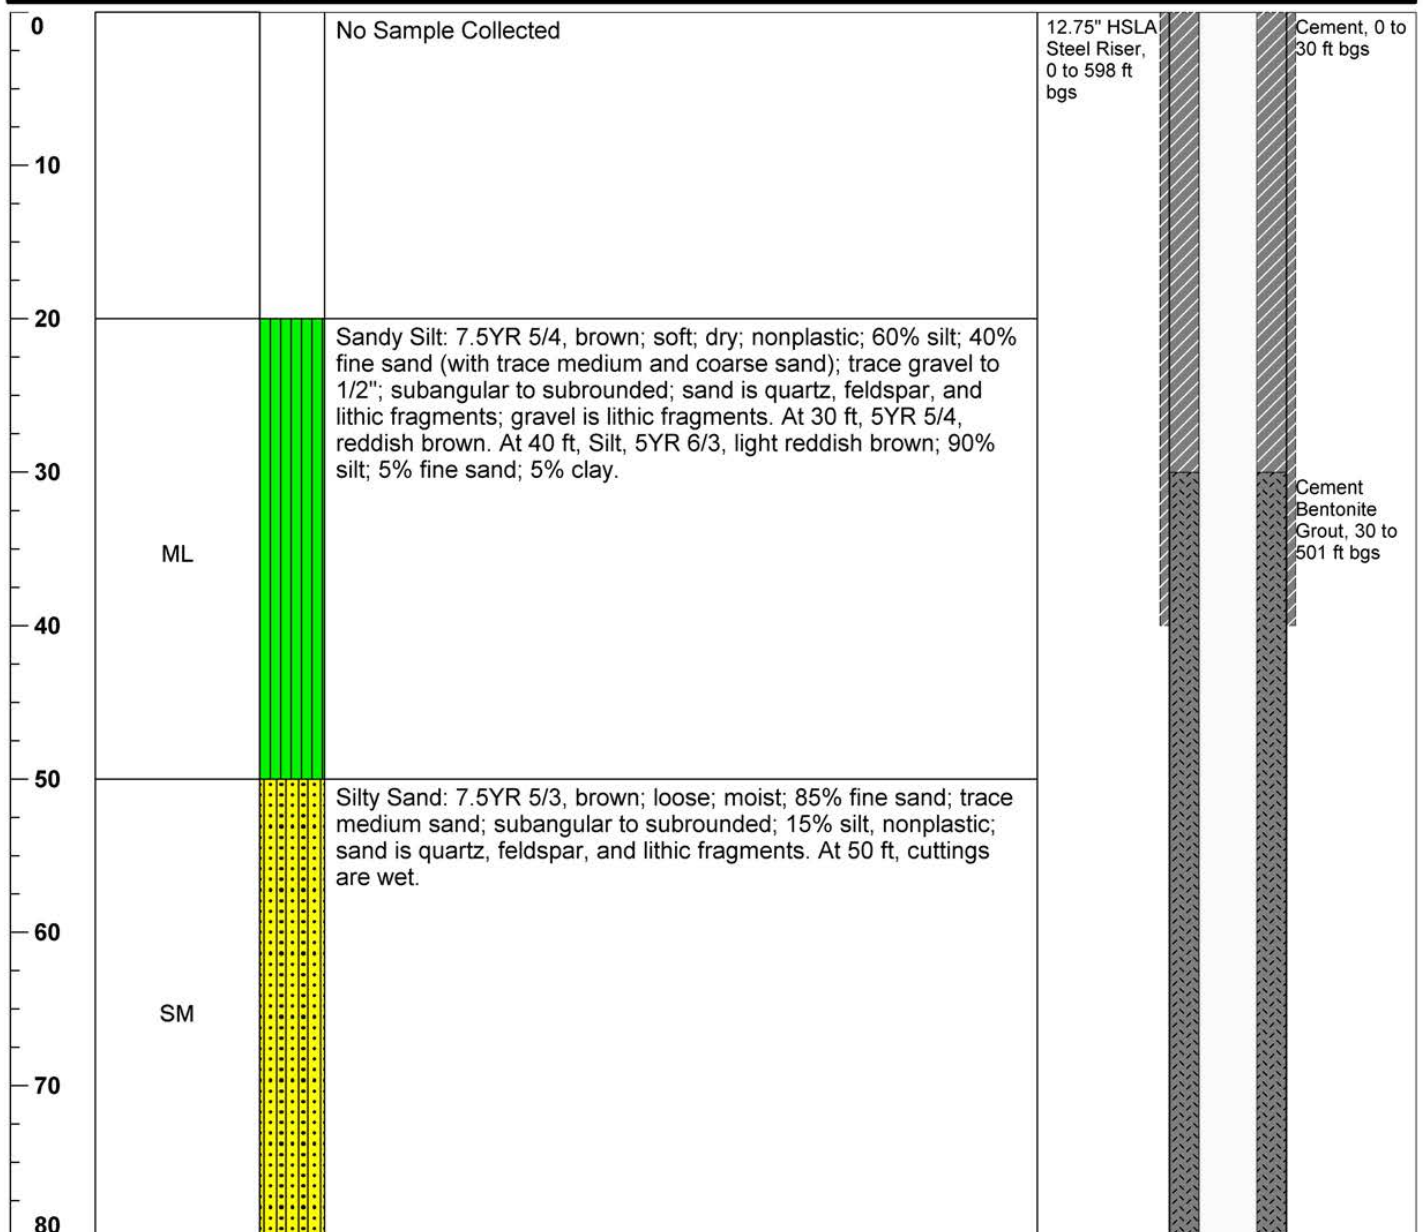 0
No Sample Collected
12.75" HSLA
Steel Riser,
0 to 598 ft
bgs
Cement, 0 to
30 ft bgs
10
20
Sandy Silt: 7.5YR 5/4, brown; soft; dry; nonplastic; 60% silt; 40%
fine sand (with trace medium and coarse sand); trace gravel to
1/2"; subangular to subrounded; sand is quartz, feldspar, and
lithic fragments; gravel is lithic fragments. At 30 ft, 5YR 5/4,
reddish brown. At 40 ft, Silt, 5YR 6/3, light reddish brown; 90%
silt; 5% fine sand; 5% clay.
30
Cement
Bentonite
Grout, 30 to
501 ft bgs
ML
40
50
Silty Sand: 7.5YR 5/3, brown; loose; moist; 85% fine sand; trace
medium sand; subangular to subrounded; 15% silt, nonplastic;
sand is quartz, feldspar, and lithic fragments. At 50 ft, cuttings
are wet.
60
SM
70
80